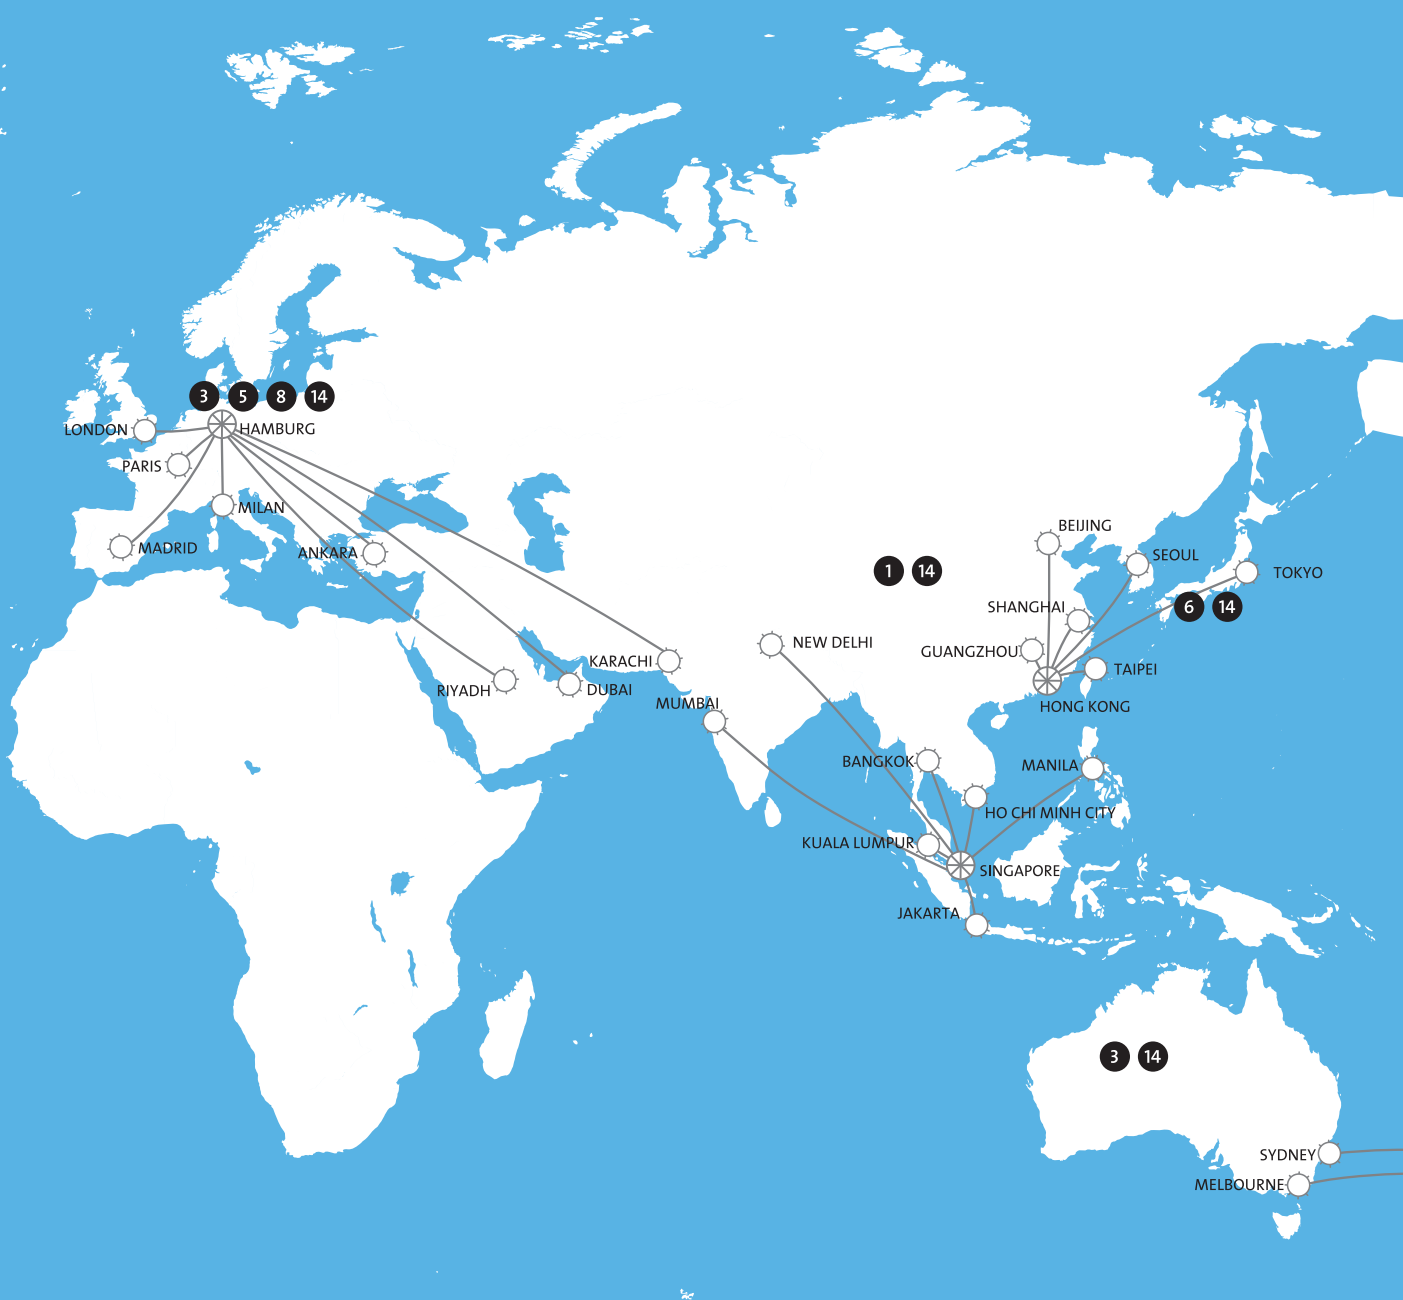 3 5 8 14
LONDON
HAMBURG
PARIS
MILAN
MADRID
ANKARA
BEIJING
SEOUL
1 14
TOKYO
SHANGHAI
6 14
NEW DELHI
GUANGZHOU
KARACHI
TAIPEI
RIYADH
DUBAI
MUMBAI
HONG KONG
BANGKOK
MANILA
HO CHI MINH CITY
KUALA LUMPUR
SINGAPORE
JAKARTA
3 14
SYDNEY
MELBOURNE